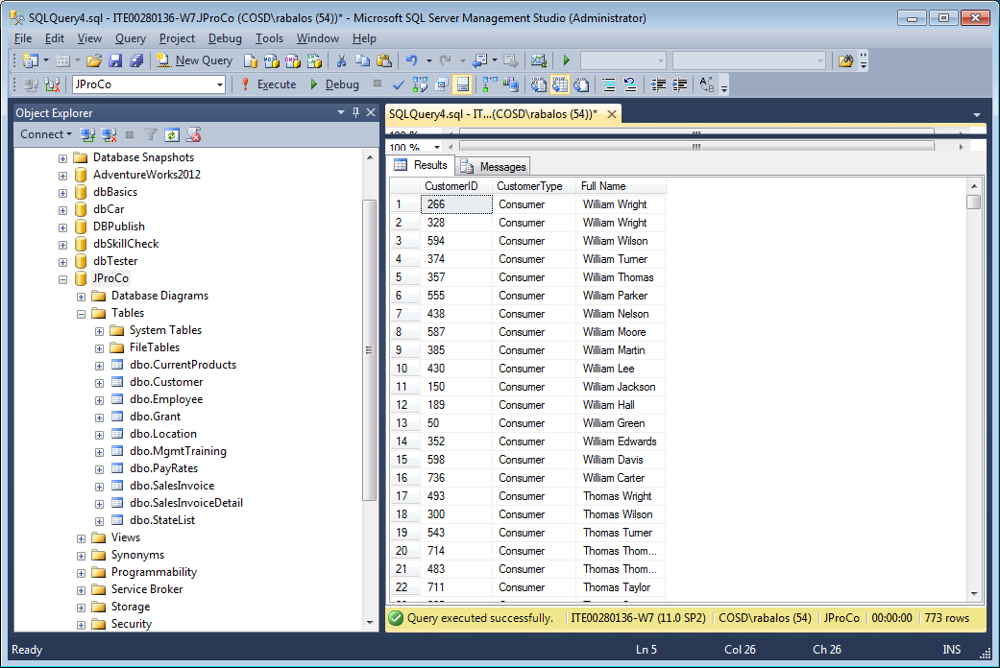 SQLQuery4.sql - ITE00280136-W7.JProCo (COSD\rabalos (54))* - Microsoft SQL Server Management Studio (Administrator)
File Edit View Query Project Debug Tools Window Help
New Query
JProCo Execute Debug
Object Explorer
Connect
Database Snapshots
AdventureWorks2012
dbBasics
dbCar
DBPublish
dbSkillCheck
dbTester
JProCo
Database Diagrams
Tables
System Tables
FileTables
dbo.CurrentProducts
dbo.Customer
dbo.Employee
dbo.Grant
dbo.Location
dbo.MgmtTraining
dbo.PayRates
dbo.SalesInvoice
dbo.SalesInvoiceDetail
dbo.StateList
Views
Synonyms
Programmability
Service Broker
Storage
Security
SQLQuery4.sql - IT...(COSD\rabalos (54))*
100 %
Results Messages
CustomerID CustomerType Full Name
1 266 Consumer William Wright
2 328 Consumer William Wright
3 594 Consumer William Wilson
4 374 Consumer William Turner
5 357 Consumer William Thomas
6 555 Consumer William Parker
7 438 Consumer William Nelson
8 587 Consumer William Moore
9 385 Consumer William Martin
10 430 Consumer William Lee
11 150 Consumer William Jackson
12 189 Consumer William Hall
13 50 Consumer William Green
14 352 Consumer William Edwards
15 598 Consumer William Davis
16 736 Consumer William Carter
17 493 Consumer Thomas Wright
18 300 Consumer Thomas Wilson
19 543 Consumer Thomas Turner
20 714 Consumer Thomas Thom...
21 483 Consumer Thomas Thom...
22 711 Consumer Thomas Taylor
Query executed successfully. ITE00280136-W7 (11.0 SP2) COSD\rabalos (54) JProCo 00:00:00 773 rows
Ready Ln 5 Col 26 Ch 26 INS